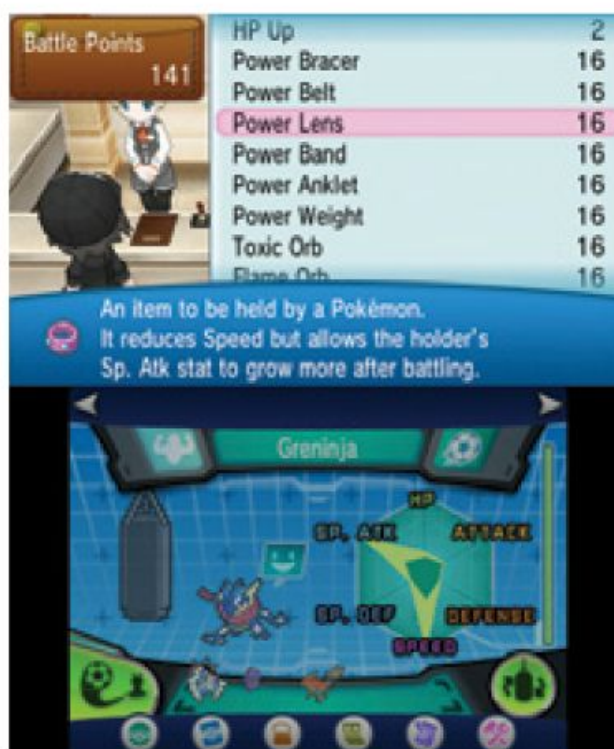 Battle Points
141
HP Up 2
Power Bracer 16
Power Belt 16
Power Lens 16
Power Band 16
Power Anklet 16
Power Weight 16
Toxic Orb 16
Flame Orb 16
An item to be held by a Pokémon.
It reduces Speed but allows the holder's
Sp. Atk stat to grow more after battling.
Greninja
HP
SP. ATK ATTACK
SP. DEF DEFENSE
SPEED